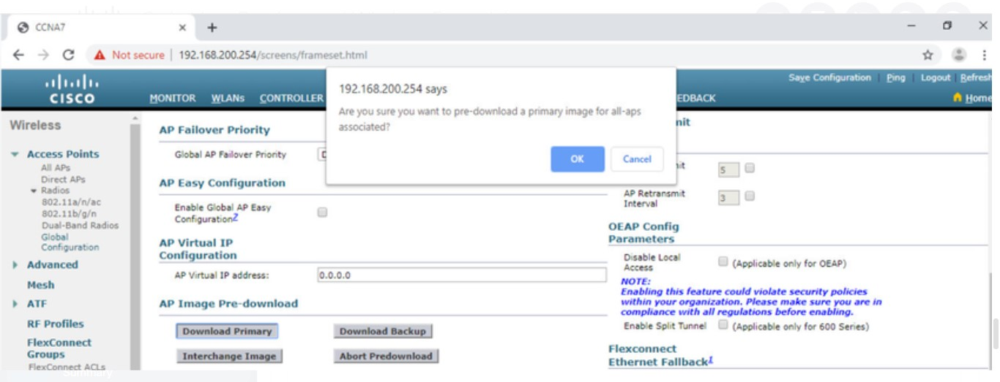 CCNA7
Not secure | 192.168.200.254/screens/frameset.html
Save Configuration | Ping | Logout | Refresh
CISCO
MONITOR WLANs CONTROLLER
EDBACK
Home
192.168.200.254 says
Are you sure you want to pre-download a primary image for all-aps
associated?
OK
Cancel
Wireless
Access Points
All APs
Direct APs
Radios
802.11a/n/ac
802.11b/g/n
Dual-Band Radios
Global
Configuration
Advanced
Mesh
ATF
RF Profiles
FlexConnect
Groups
FlexConnect ACLs
Summary
AP Failover Priority
Global AP Failover Priority
AP Easy Configuration
Enable Global AP Easy
Configuration2
AP Virtual IP
Configuration
AP Virtual IP address: 0.0.0.0
AP Image Pre-download
Download Primary
Download Backup
Interchange Image
Abort Predownload
nit
nit 5
AP Retransmit
Interval 3
OEAP Config
Parameters
Disable Local
Access (Applicable only for OEAP)
NOTE:
Enabling this feature could violate security policies
within your organization. Please make sure you are in
compliance with all regulations before enabling.
Enable Split Tunnel (Applicable only for 600 Series)
Flexconnect
Ethernet Fallback1